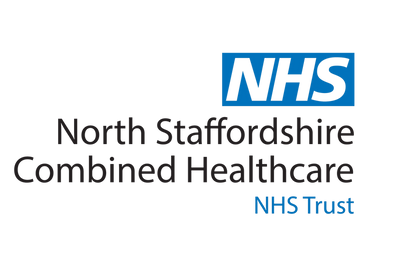 NHS
North Staffordshire
Combined Healthcare
NHS Trust